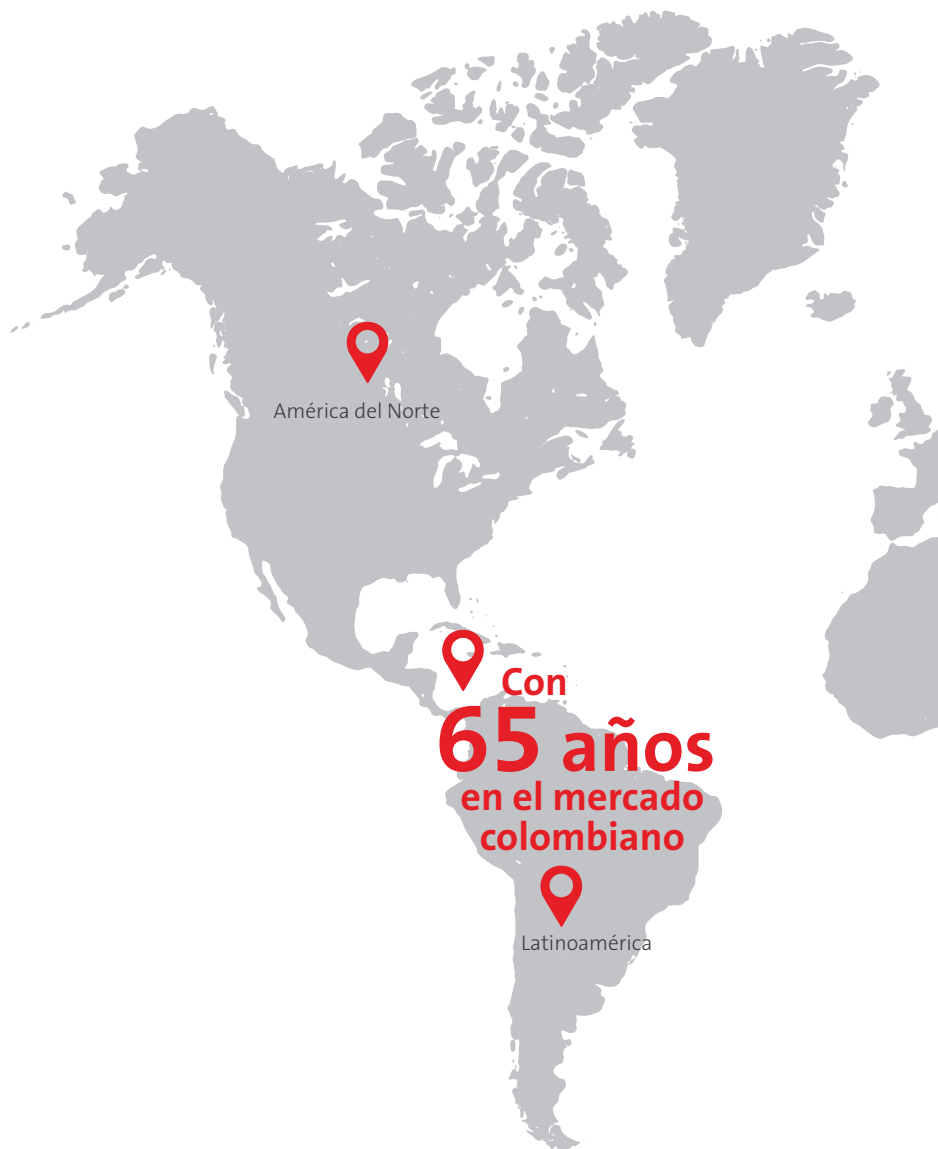 América del Norte
Con
65 años
en el mercado
colombiano
Latinoamérica